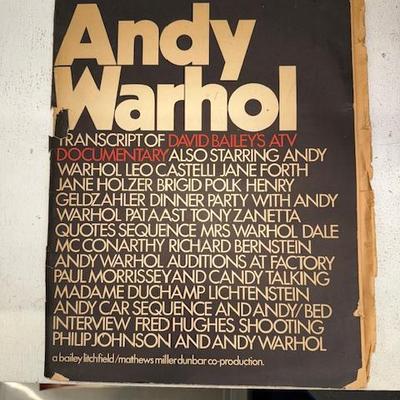 Andy
Warhol
TRANSCRIPT OF DAVID BAILEY'S ATV
DOCUMENTARY ALSO STARRING ANDY
WARHOL LEO CASTELLI JANE FORTH
JANE HOLZER BRIGID POLK HENRY
GELDZAHLER DINNER PARTY WITH ANDY
WARHOL PAT AAST TONY ZANETTA
QUOTES SEQUENCE MRS WARHOL DALE
MC CONARTHY RICHARD BERNSTEIN
ANDY WARHOL AUDITIONS AT FACTORY
PAUL MORRISSEY AND CANDY TALKING
MADAME DUCHAMP LICHTENSTEIN
ANDY CAR SEQUENCE AND ANDY/BED
INTERVIEW FRED HUGHES SHOOTING
PHILIP JOHNSON AND ANDY WARHOL
a bailey litchfield/mathews miller dunbar co-production.